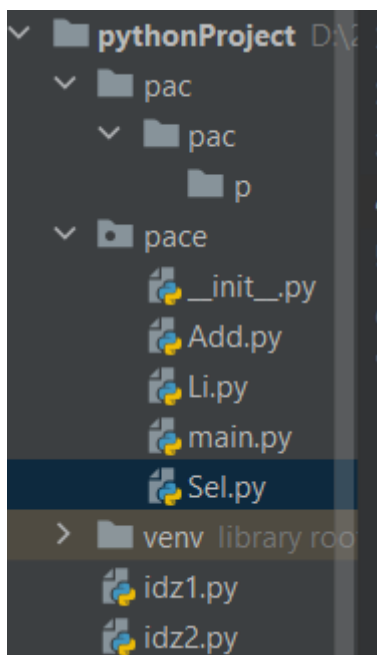 pythonProject D:\
pac
pac
p
pace
__init__.py
Add.py
Li.py
main.py
Sel.py
venv library roo
idz1.py
idz2.py